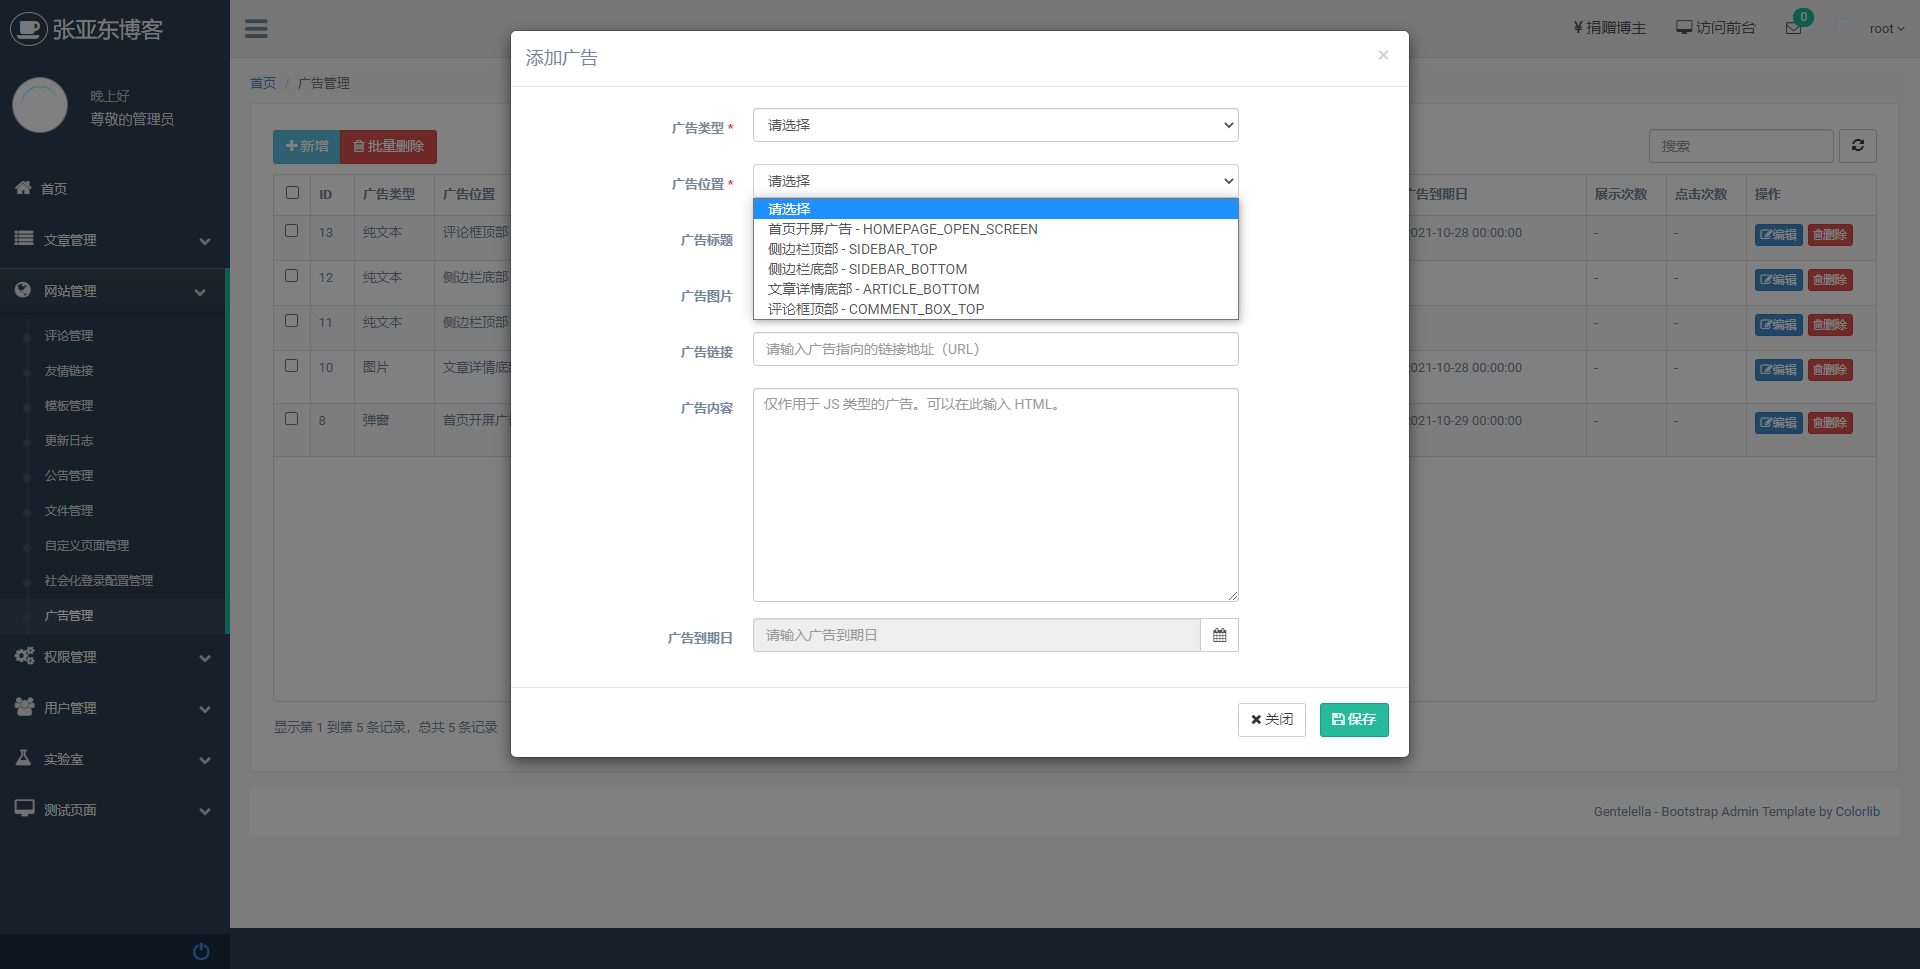 张亚东博客
晚上好
尊敬的管理员
首页
文章管理
网站管理
评论管理
友情链接
模板管理
更新日志
公告管理
文件管理
自定义页面管理
社会化登录配置管理
广告管理
权限管理
用户管理
实验室
测试页面
¥捐赠博主
访问前台
0
root
首页 / 广告管理
新增
批量删除
搜索
ID 广告类型 广告位置 告到期日 展示次数 点击次数 操作
13 纯文本 评论框顶部 021-10-28 00:00:00 - - 编辑 删除
12 纯文本 侧边栏底部 - - 编辑 删除
11 纯文本 侧边栏顶部 - - 编辑 删除
10 图片 文章详情底 021-10-28 00:00:00 - - 编辑 删除
8 弹窗 首页开屏广 021-10-29 00:00:00 - - 编辑 删除
显示第 1 到第 5 条记录，总共 5 条记录
添加广告
×
广告类型 *
请选择
广告位置 *
请选择
请选择
首页开屏广告 - HOMEPAGE_OPEN_SCREEN
侧边栏顶部 - SIDEBAR_TOP
侧边栏底部 - SIDEBAR_BOTTOM
文章详情底部 - ARTICLE_BOTTOM
评论框顶部 - COMMENT_BOX_TOP
广告标题
广告图片
广告链接
请输入广告指向的链接地址（URL）
广告内容
仅作用于 JS 类型的广告。可以在此输入 HTML。
广告到期日
请输入广告到期日
关闭
保存
Gentelella - Bootstrap Admin Template by Colorlib